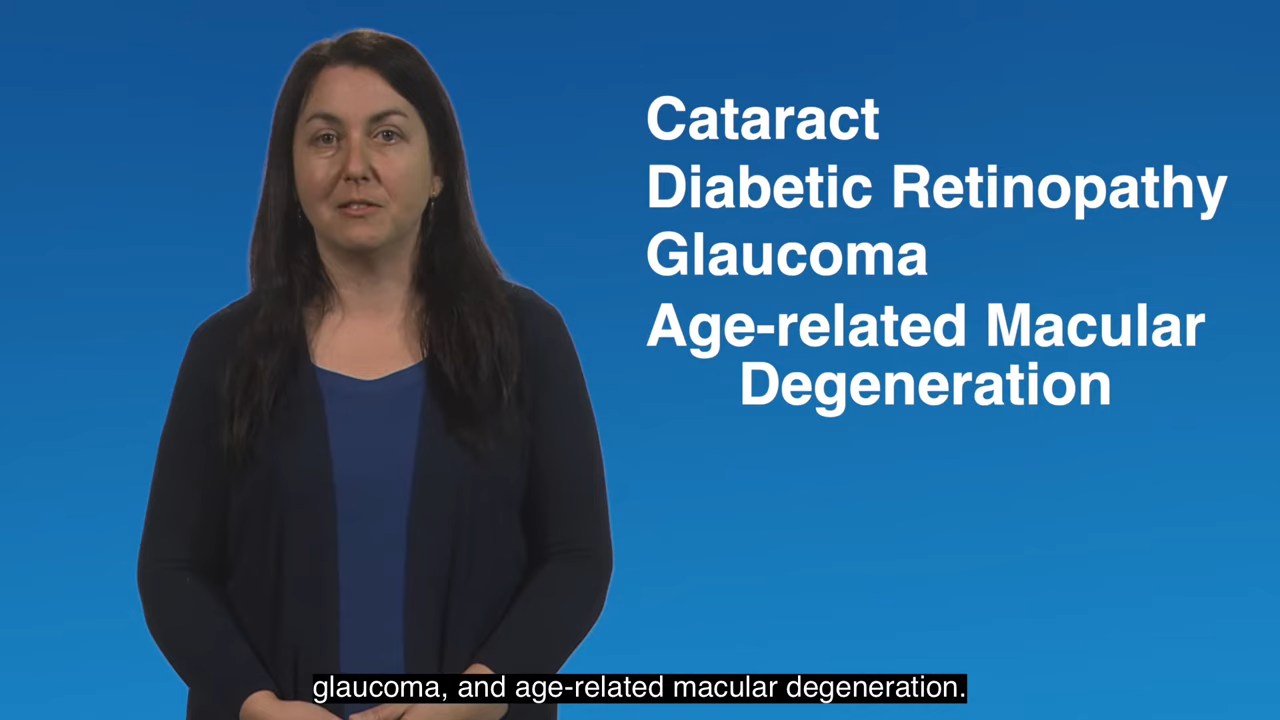 Cataract
Diabetic Retinopathy
Glaucoma
Age-related Macular
Degeneration
glaucoma, and age-related macular degeneration.